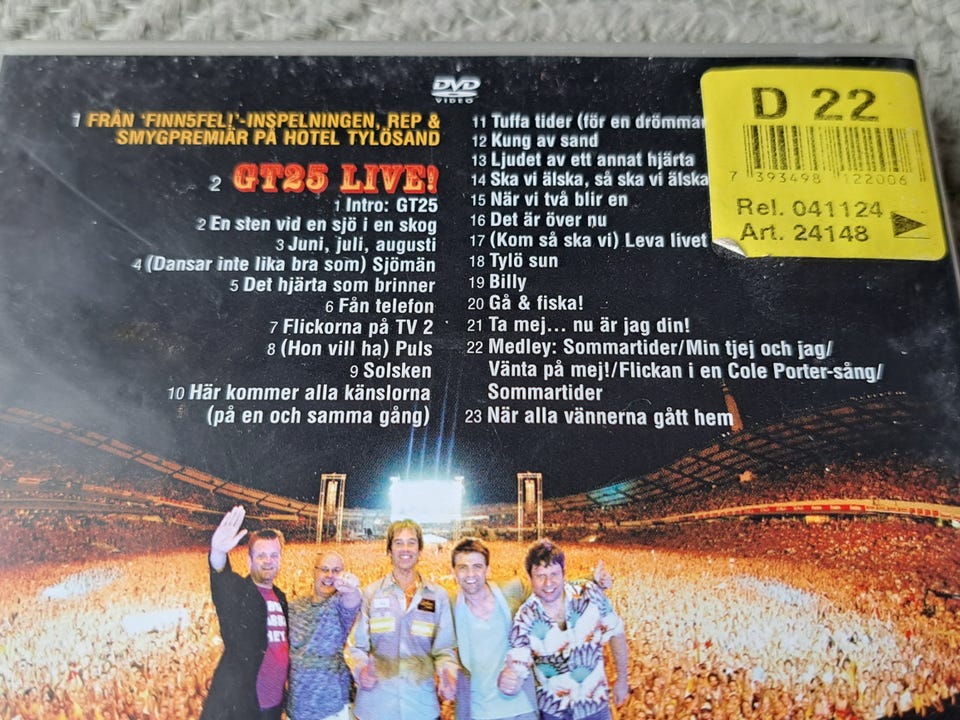 DVD
VIDEO
1 FRÅN 'FINN5FEL!'-INSPELNINGEN, REP &
SMYGPREMIÄR PÅ HOTEL TYLÖSAND
2 GT25 LIVE!
1 Intro: GT25
2 En sten vid en sjö i en skog
3 Juni, juli, augusti
4 (Dansar inte lika bra som) Sjömän
5 Det hjärta som brinner
6 Fån telefon
7 Flickorna på TV 2
8 (Hon vill ha) Puls
9 Solsken
10 Här kommer alla känslorna
(på en och samma gång)
11 Tuffa tider (för en drömmar
12 Kung av sand
13 Ljudet av ett annat hjärta
14 Ska vi älska, så ska vi älska
15 När vi två blir en
16 Det är över nu
17 (Kom så ska vi) Leva livet
18 Tylö sun
19 Billy
20 Gå & fiska!
21 Ta mej... nu är jag din!
22 Medley: Sommartider/Min tjej och jag/
Vänta på mej!/Flickan i en Cole Porter-sång/
Sommartider
23 När alla vännerna gått hem
D 22
7 393498 122006
Rel. 041124
Art. 24148